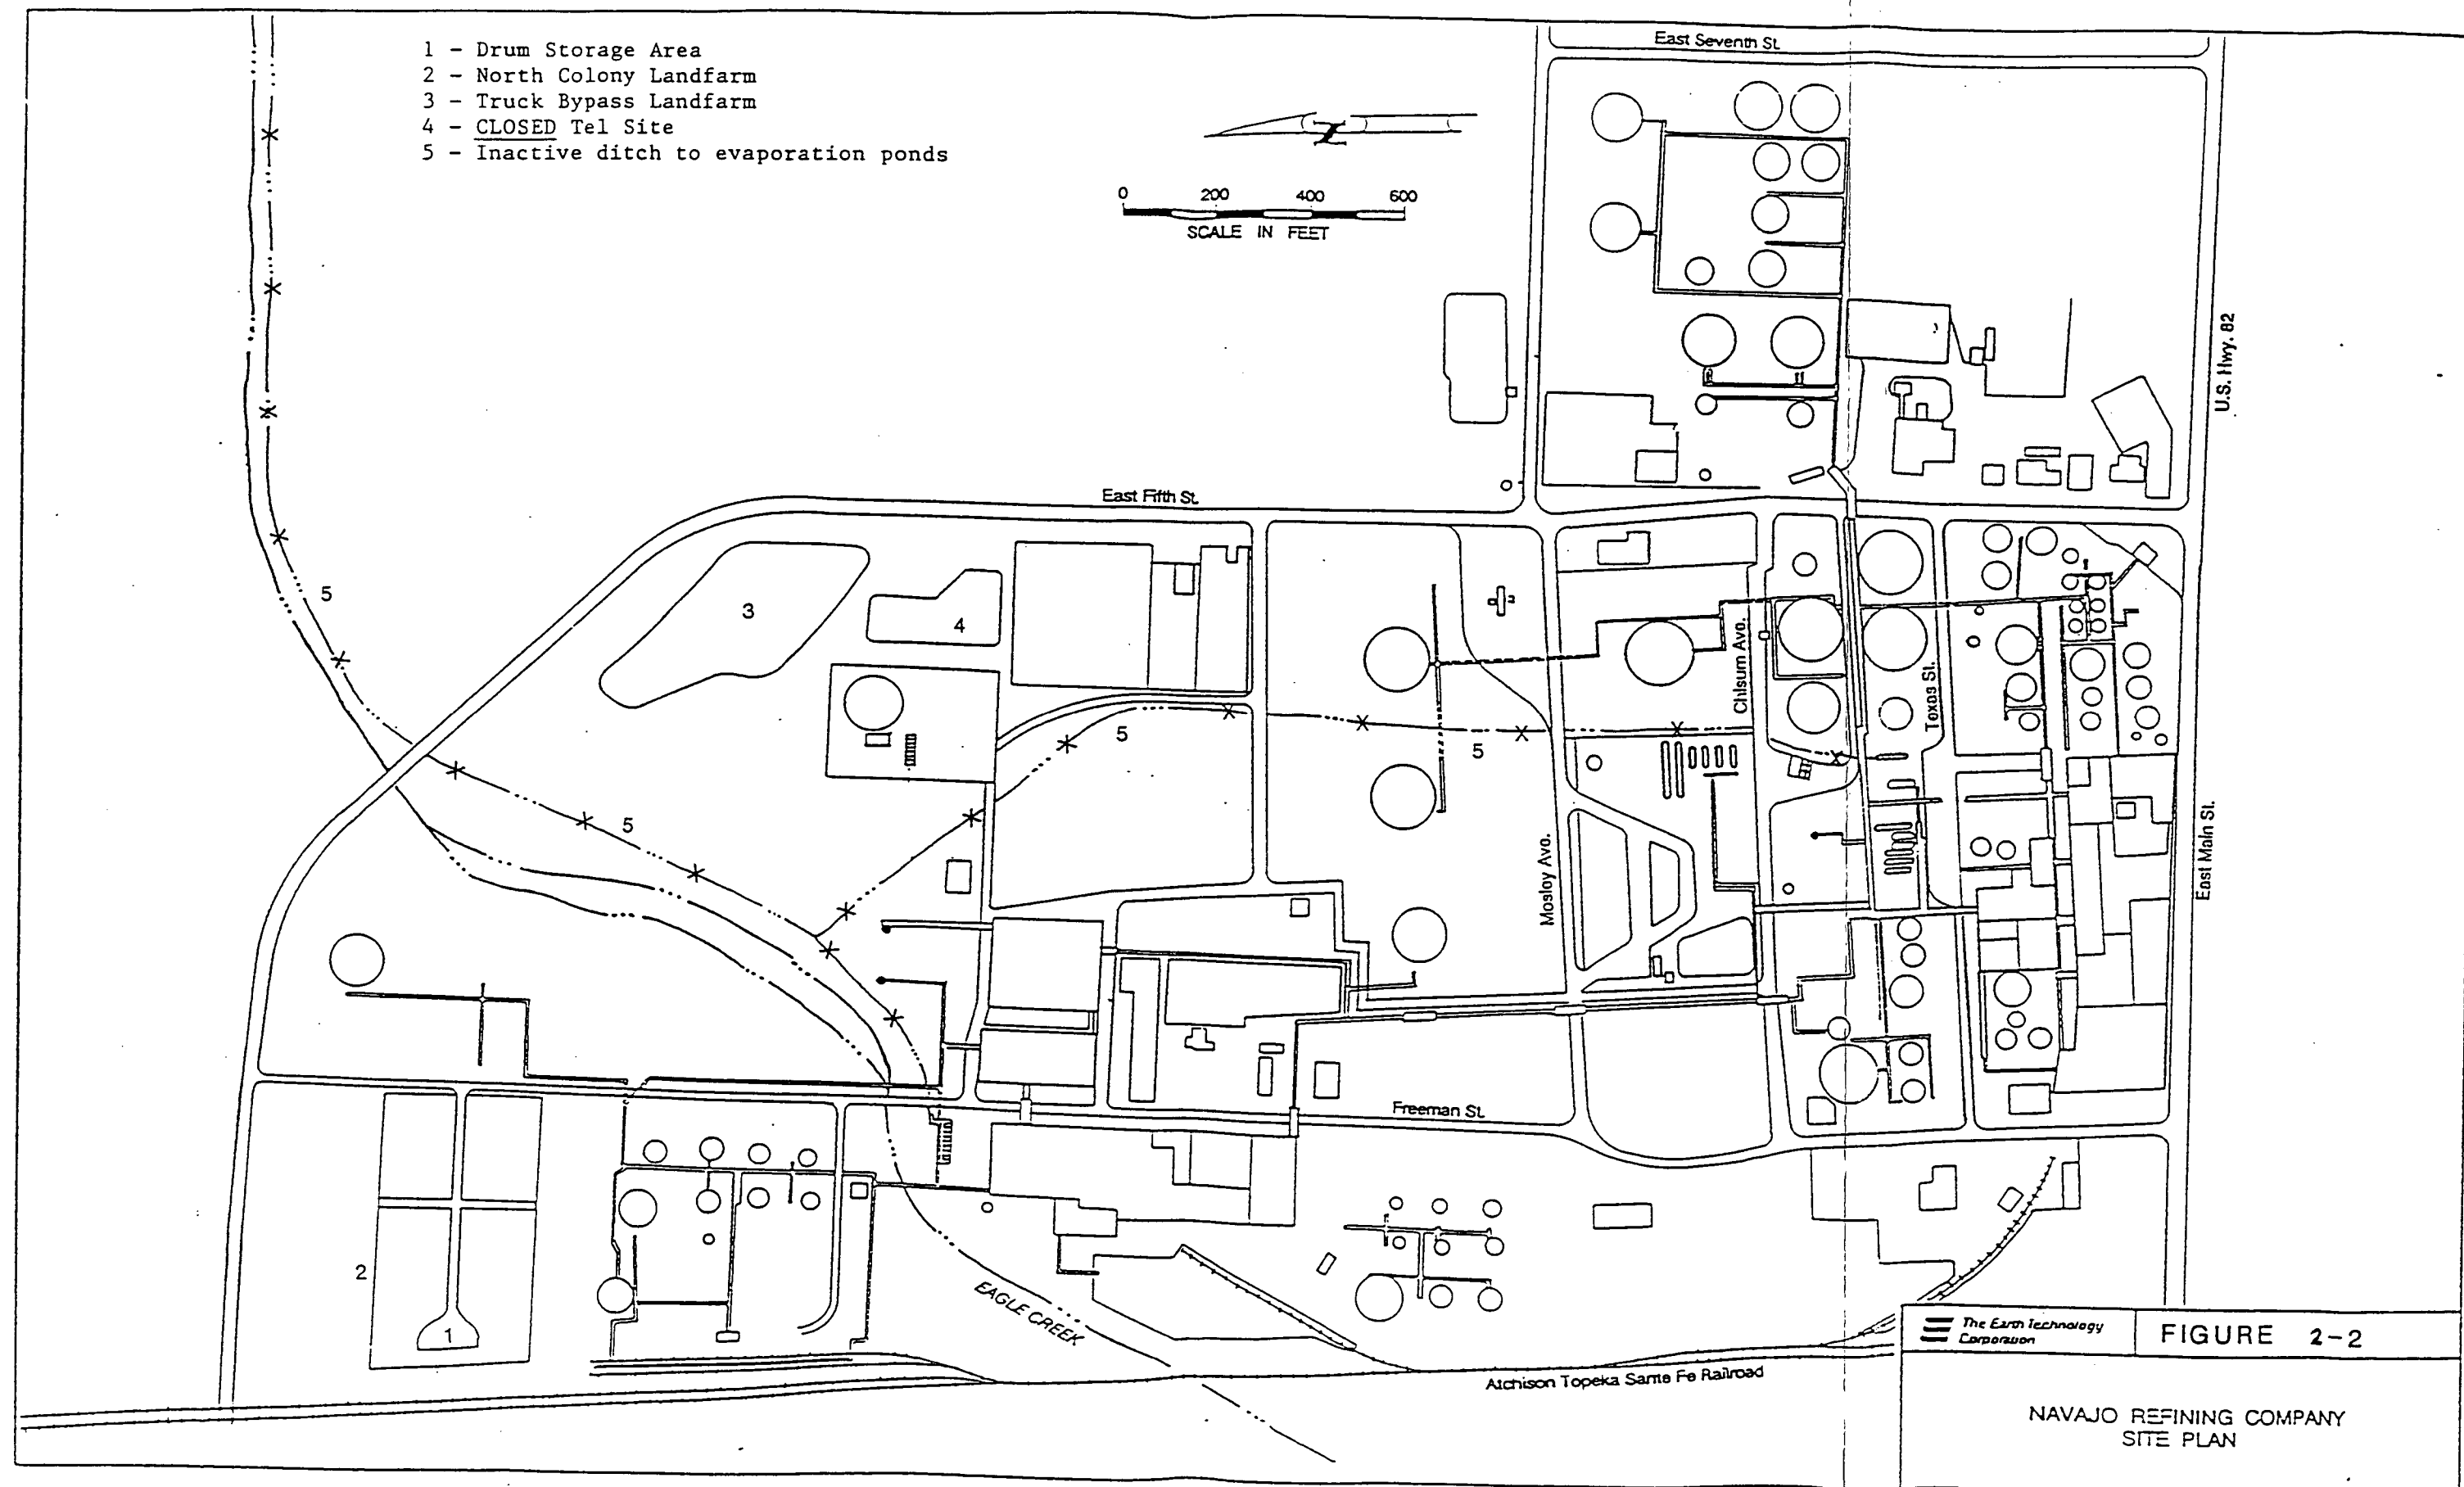 1 - Drum Storage Area
2 - North Colony Landfarm
3 - Truck Bypass Landfarm
4 - CLOSED Tel Site
5 - Inactive ditch to evaporation ponds
East Seventh St.
N
0 200 400 600
SCALE IN FEET
U.S. Hwy. 82
East Fifth St.
5
3
4
Chisum Ave.
Texas St.
5
5
5
Mosley Ave.
East Main St.
Freeman St.
2
1
EAGLE CREEK
Atchison Topeka Sante Fe Railroad
The Earth Technology
Corporation
FIGURE 2-2
NAVAJO REFINING COMPANY
SITE PLAN